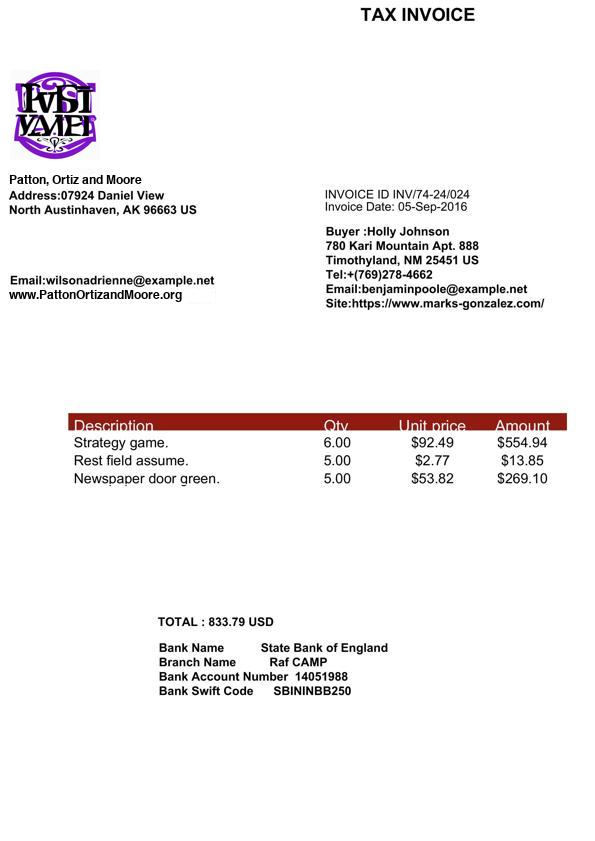 TAX INVOICE
Patton, Ortiz and Moore
Address:07924 Daniel View
North Austinhaven, AK 96663 US
Email:wilsonadrienne@example.net
www.PattonOrtizandMoore.org
INVOICE ID INV/74-24/024
Invoice Date: 05-Sep-2016
Buyer :Holly Johnson
780 Kari Mountain Apt. 888
Timothyland, NM 25451 US
Tel:+(769)278-4662
Email:benjaminpoole@example.net
Site:https://www.marks-gonzalez.com/
Description Qty Unit price Amount
Strategy game. 6.00 $92.49 $554.94
Rest field assume. 5.00 $2.77 $13.85
Newspaper door green. 5.00 $53.82 $269.10
TOTAL : 833.79 USD
Bank Name State Bank of England
Branch Name Raf CAMP
Bank Account Number 14051988
Bank Swift Code SBININBB250